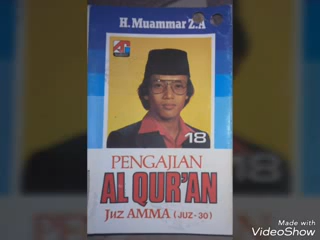 H. Muammar Z.A
18
PENGAJIAN
AL QUR'AN
Juz AMMA (JUZ-30)
Made with
VideoShow